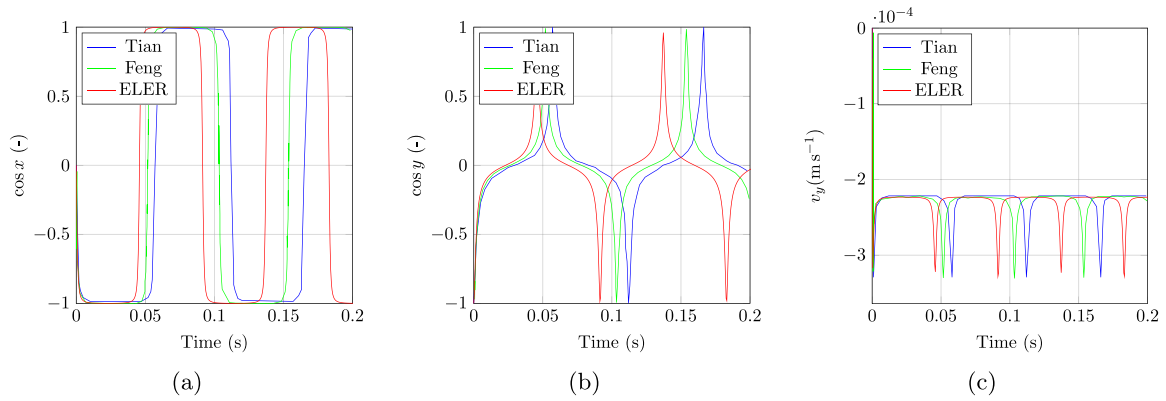 1
0.5
0
−0.5
−1
cos x (-)
Tian
Feng
ELER
0 0.05 0.1 0.15 0.2
Time (s)
(a)
1
0.5
0
−0.5
−1
cos y (-)
Tian
Feng
ELER
0 0.05 0.1 0.15 0.2
Time (s)
(b)
·10⁻⁴
0
−1
−2
−3
v_y(m s⁻¹)
Tian
Feng
ELER
0 0.05 0.1 0.15 0.2
Time (s)
(c)